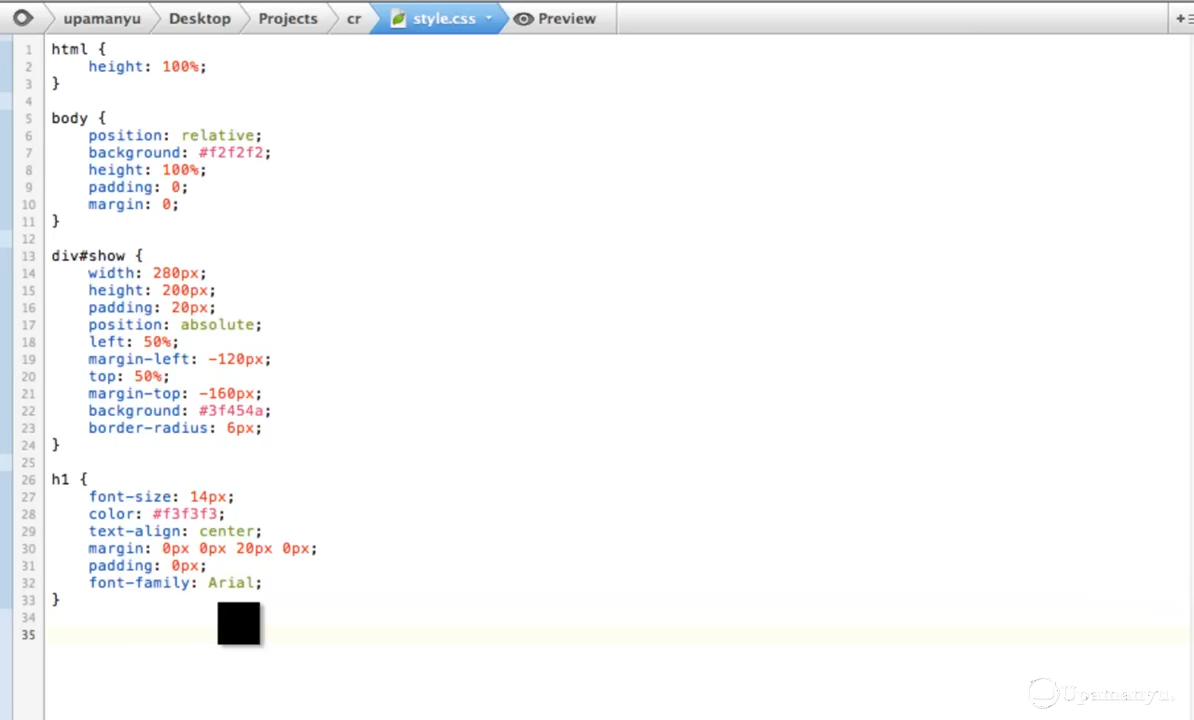 upamanyu Desktop Projects cr style.css Preview
1 html {
2 height: 100%;
3 }
4
5 body {
6 position: relative;
7 background: #f2f2f2;
8 height: 100%;
9 padding: 0;
10 margin: 0;
11 }
12
13 div#show {
14 width: 280px;
15 height: 200px;
16 padding: 20px;
17 position: absolute;
18 left: 50%;
19 margin-left: -120px;
20 top: 50%;
21 margin-top: -160px;
22 background: #3f454a;
23 border-radius: 6px;
24 }
25
26 h1 {
27 font-size: 14px;
28 color: #f3f3f3;
29 text-align: center;
30 margin: 0px 0px 20px 0px;
31 padding: 0px;
32 font-family: Arial;
33 }
34
35
Upamanyu.